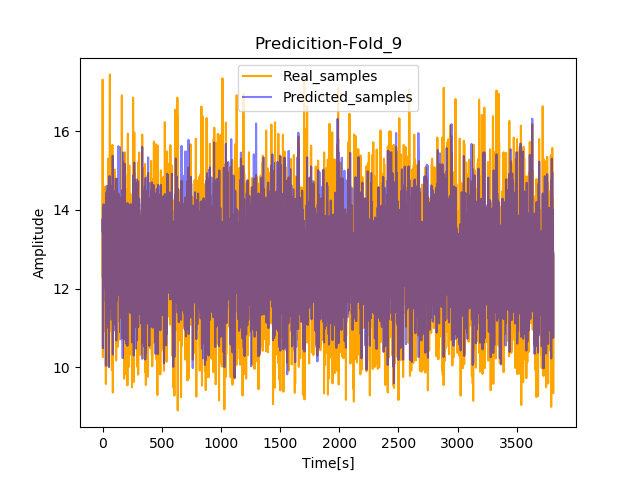 Predicition-Fold_9
Real_samples
Predicted_samples
Amplitude
16
14
12
10
0 500 1000 1500 2000 2500 3000 3500
Time[s]